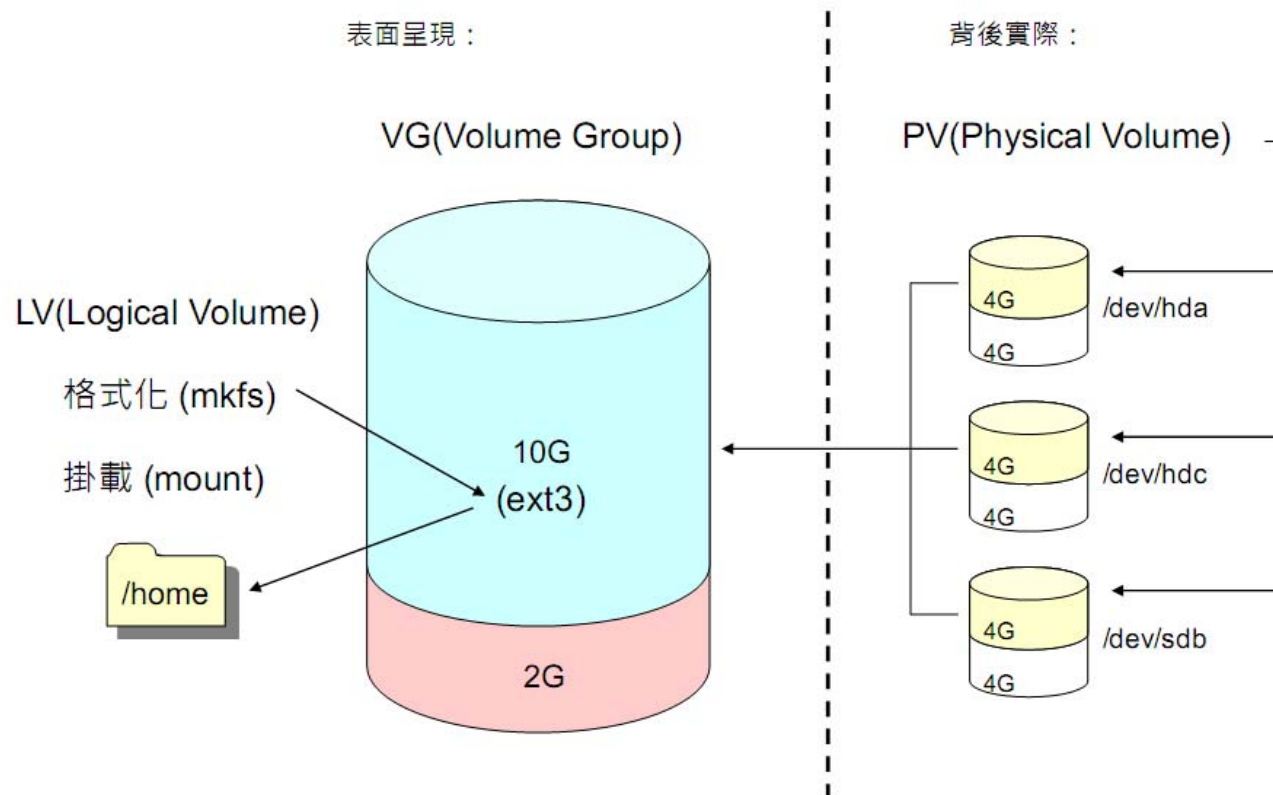 表面呈現：
背後實際：
VG(Volume Group)
PV(Physical Volume)
LV(Logical Volume)
格式化 (mkfs)
掛載 (mount)
/home
10G
(ext3)
2G
4G
/dev/hda
4G
4G
/dev/hdc
4G
4G
/dev/sdb
4G